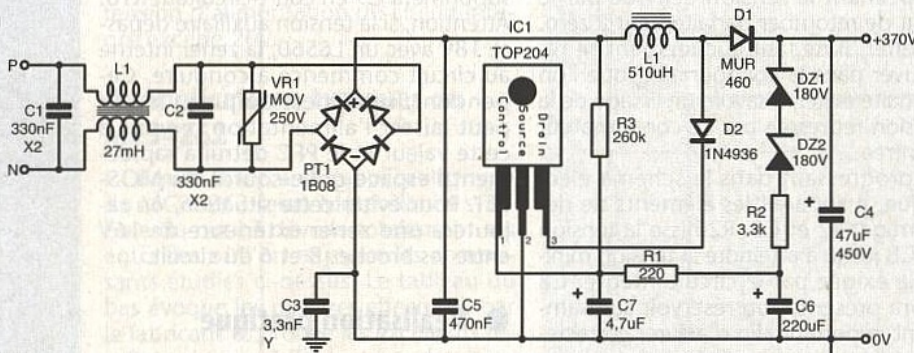 P
N
C1
330nF
X2
L1
27mH
C2
330nF
X2
VR1
MOV
250V
PT1
1B08
C3
3,3nF
Y
C5
470nF
IC1
TOP204
Control
Source
Drain
1
2
3
R3
260k
L1
510uH
D1
MUR
460
D2
1N4936
DZ1
180V
DZ2
180V
R2
3,3k
R1
220
C7
4,7uF
C6
220uF
C4
47uF
450V
+370V
0V